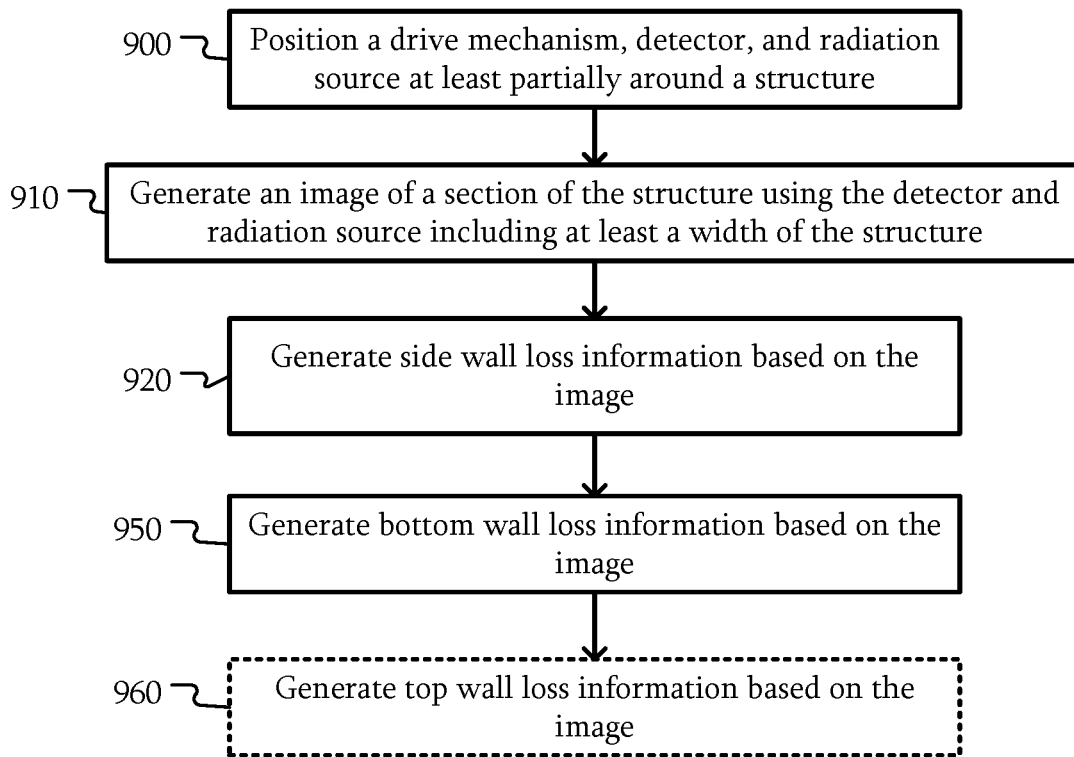 900
Position a drive mechanism, detector, and radiation
source at least partially around a structure
910
Generate an image of a section of the structure using the detector and
radiation source including at least a width of the structure
920
Generate side wall loss information based on the
image
950
Generate bottom wall loss information based on the
image
960
Generate top wall loss information based on the
image